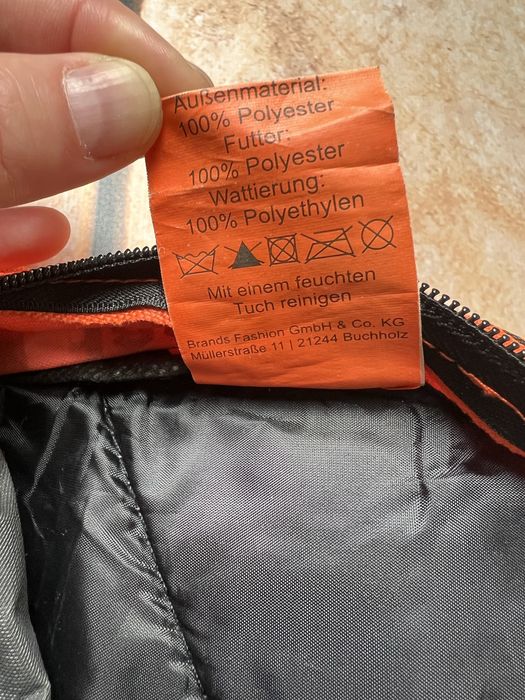 Außenmaterial:
100% Polyester
Futter:
100% Polyester
Wattierung:
100% Polyethylen
Mit einem feuchten
Tuch reinigen
Brands Fashion GmbH & Co. KG
Müllerstraße 11 | 21244 Buchholz